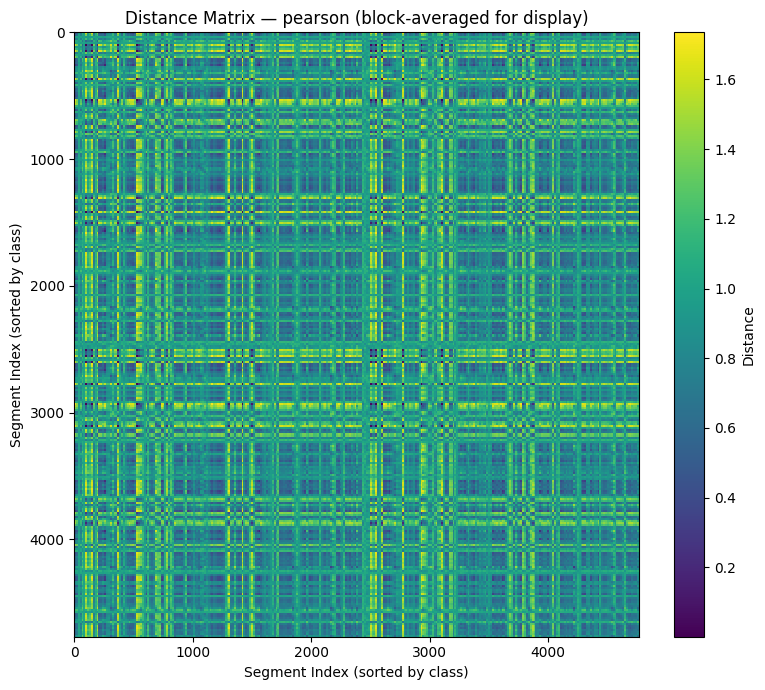 Distance Matrix — pearson (block-averaged for display)
0
1000
2000
3000
4000
Segment Index (sorted by class)
0 1000 2000 3000 4000
Segment Index (sorted by class)
1.6
1.4
1.2
1.0
0.8
0.6
0.4
0.2
Distance